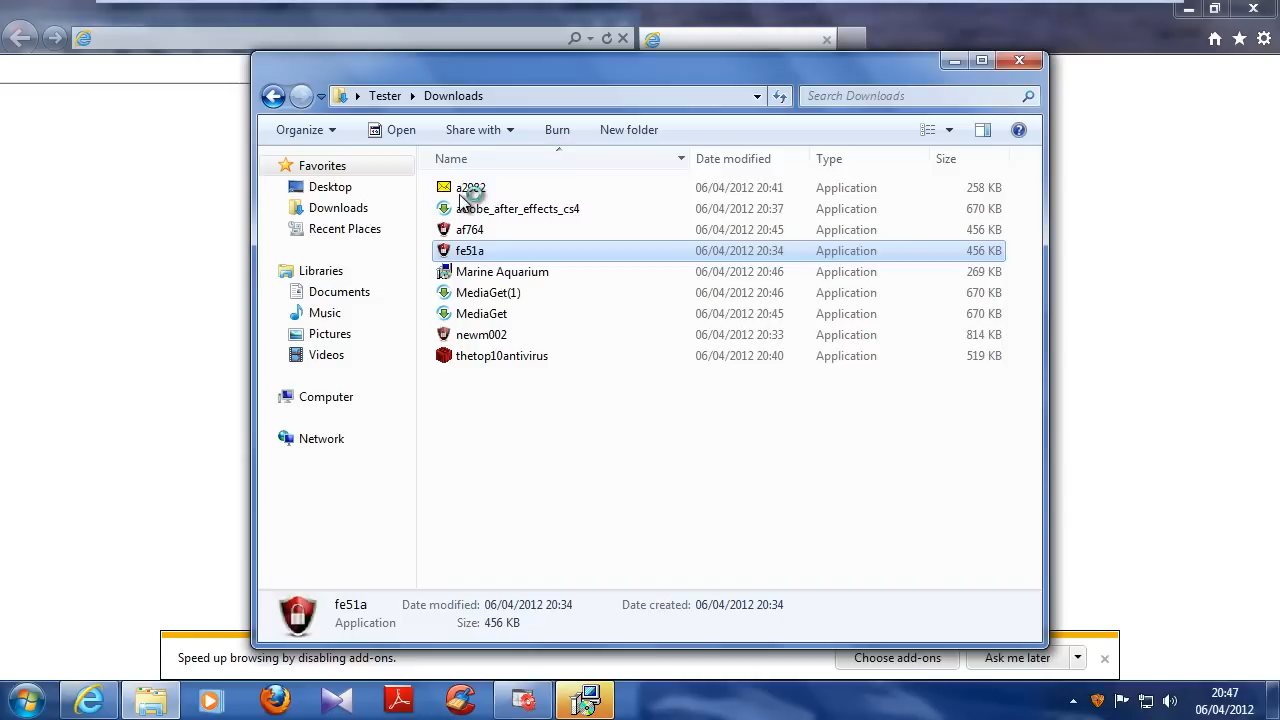 Tester Downloads Search Downloads
Organize Open Share with Burn New folder
Favorites Name Date modified Type Size
Desktop a2982 06/04/2012 20:41 Application 258 KB
Downloads adobe_after_effects_cs4 06/04/2012 20:37 Application 670 KB
Recent Places af764 06/04/2012 20:45 Application 456 KB
fe51a 06/04/2012 20:34 Application 456 KB
Libraries Marine Aquarium 06/04/2012 20:46 Application 269 KB
Documents MediaGet(1) 06/04/2012 20:46 Application 670 KB
Music MediaGet 06/04/2012 20:45 Application 670 KB
Pictures newm002 06/04/2012 20:33 Application 814 KB
Videos thetop10antivirus 06/04/2012 20:40 Application 519 KB
Computer
Network
fe51a Date modified: 06/04/2012 20:34 Date created: 06/04/2012 20:34
Application Size: 456 KB
Speed up browsing by disabling add-ons. Choose add-ons Ask me later
20:47
06/04/2012